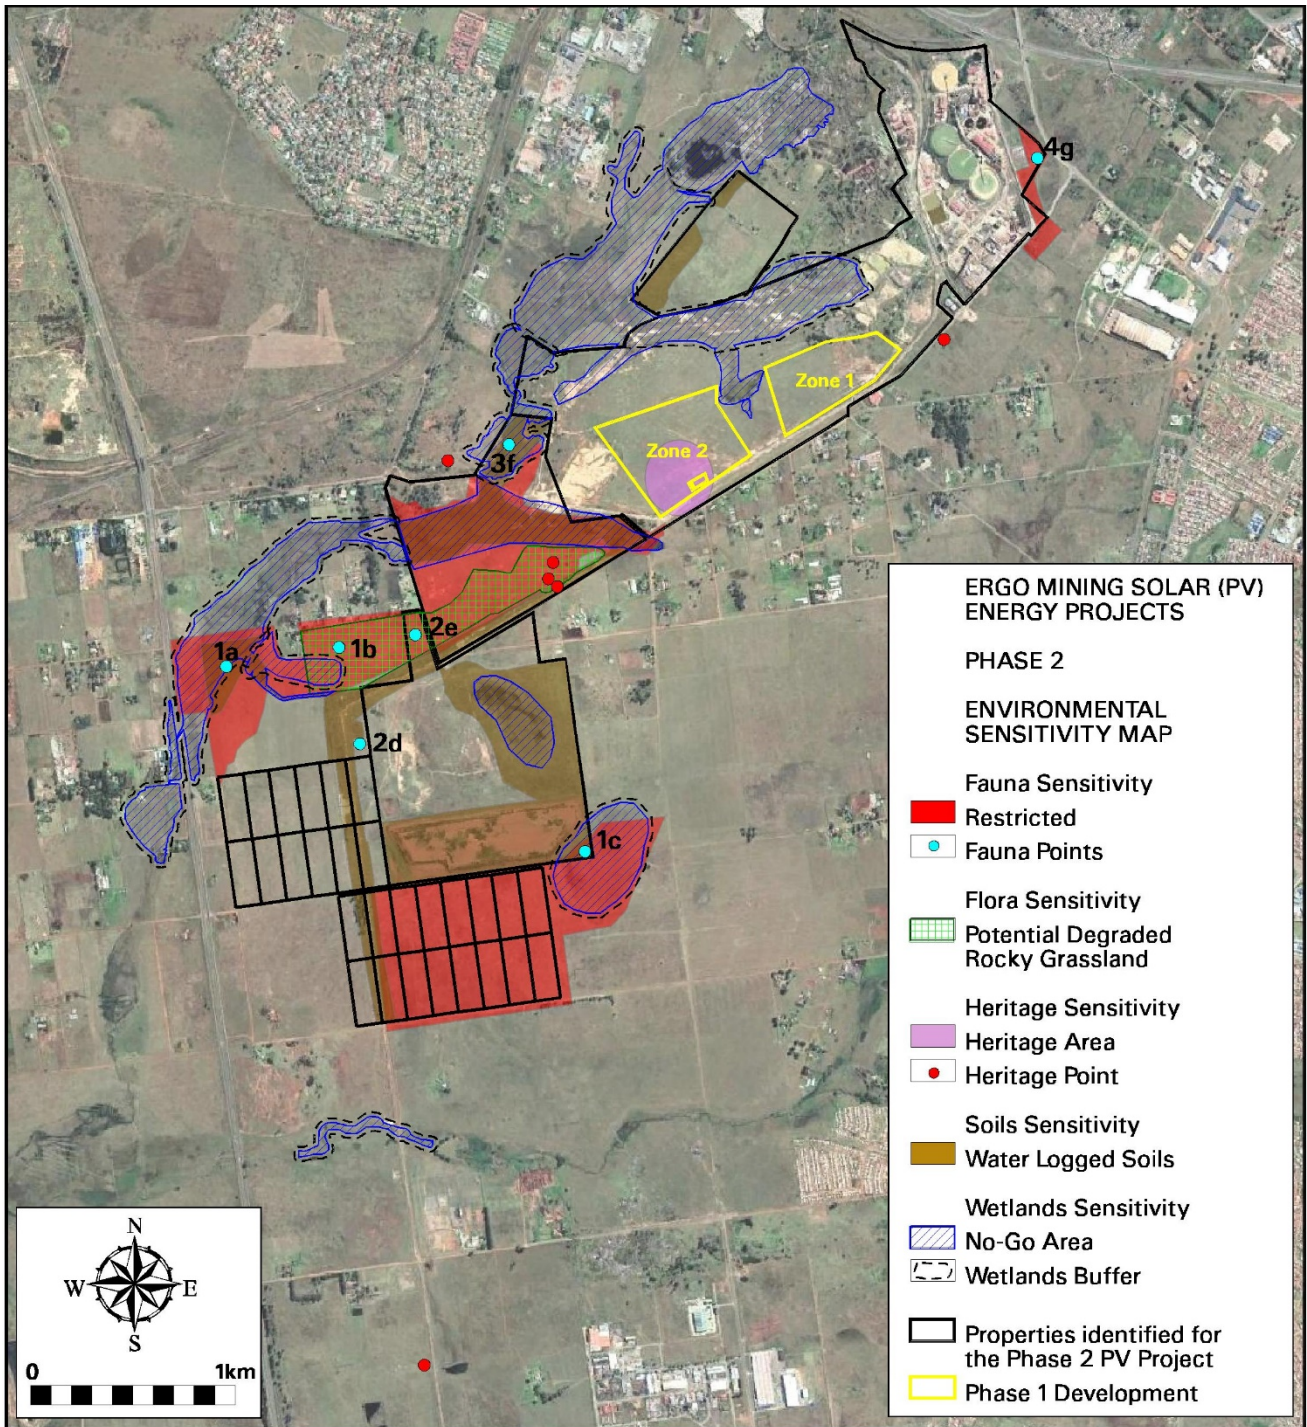 4g
Zone 1
Zone 2
3f
2e
1b
1a
2d
1c
ERGO MINING SOLAR (PV)
ENERGY PROJECTS
PHASE 2
ENVIRONMENTAL
SENSITIVITY MAP
Fauna Sensitivity
Restricted
Fauna Points
Flora Sensitivity
Potential Degraded
Rocky Grassland
Heritage Sensitivity
Heritage Area
Heritage Point
Soils Sensitivity
Water Logged Soils
Wetlands Sensitivity
No-Go Area
Wetlands Buffer
Properties identified for
the Phase 2 PV Project
Phase 1 Development
N
W E
S
0 1km